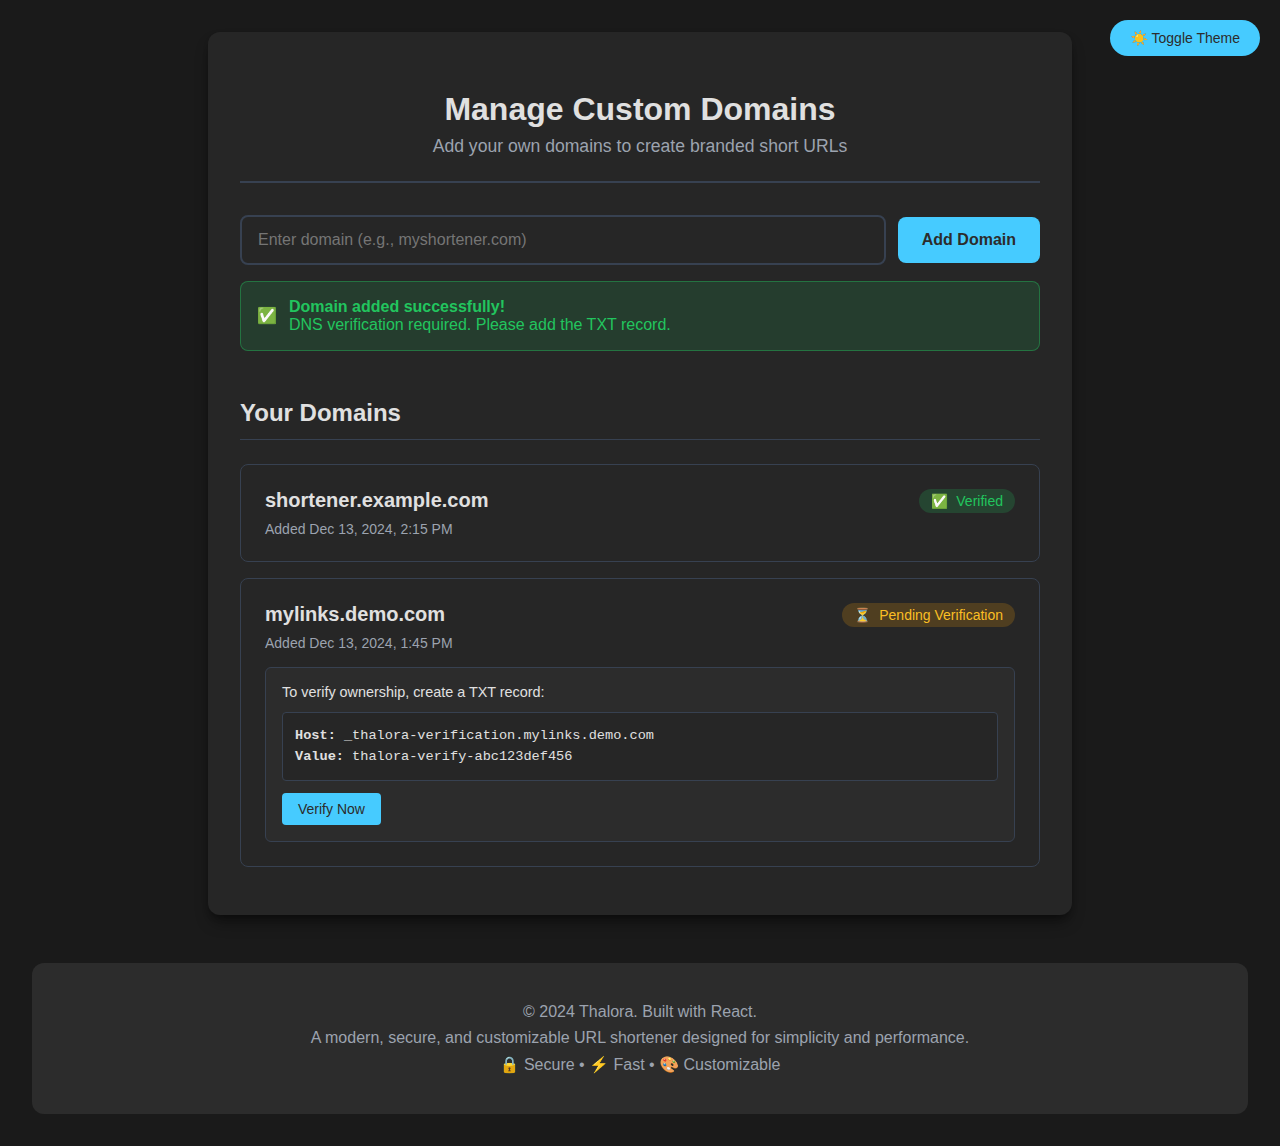 ☀️ Toggle Theme
Manage Custom Domains
Add your own domains to create branded short URLs
Enter domain (e.g., myshortener.com)
Add Domain
✅ Domain added successfully!
DNS verification required. Please add the TXT record.
Your Domains
shortener.example.com
✅ Verified
Added Dec 13, 2024, 2:15 PM
mylinks.demo.com
⏳ Pending Verification
Added Dec 13, 2024, 1:45 PM
To verify ownership, create a TXT record:
Host: _thalora-verification.mylinks.demo.com
Value: thalora-verify-abc123def456
Verify Now
© 2024 Thalora. Built with React.
A modern, secure, and customizable URL shortener designed for simplicity and performance.
🔒 Secure • ⚡ Fast • 🎨 Customizable